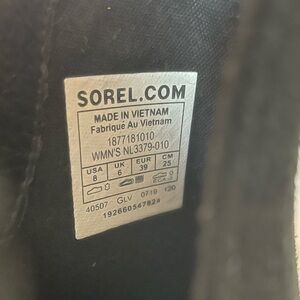 SOREL.COM
MADE IN VIETNAM
Fabriqué Au Vietnam
1877181010
WMN'S NL3379-010
USA UK EUR CM
8 6 39 25
40507 GLV 0719 120